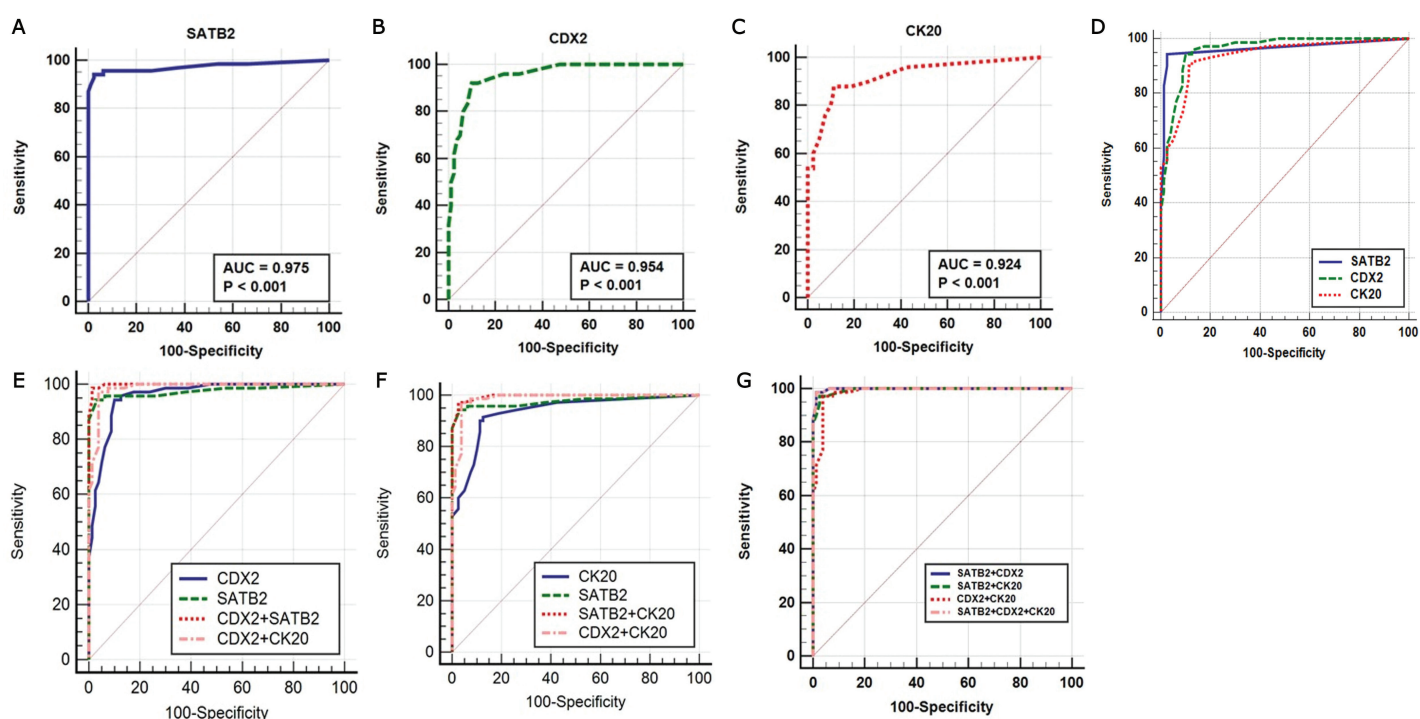 A
SATB2
100
80
60
40
20
0
Sensitivity
AUC = 0.975
P < 0.001
0 20 40 60 80 100
100-Specificity
B
CDX2
100
80
60
40
20
0
Sensitivity
AUC = 0.954
P < 0.001
0 20 40 60 80 100
100-Specificity
C
CK20
100
80
60
40
20
0
Sensitivity
AUC = 0.924
P < 0.001
0 20 40 60 80 100
100-Specificity
D
100
80
60
40
20
0
Sensitivity
SATB2
CDX2
CK20
0 20 40 60 80 100
100-Specificity
E
100
80
60
40
20
0
Sensitivity
CDX2
SATB2
CDX2+SATB2
CDX2+CK20
0 20 40 60 80 100
100-Specificity
F
100
80
60
40
20
0
Sensitivity
CK20
SATB2
SATB2+CK20
CDX2+CK20
0 20 40 60 80 100
100-Specificity
G
100
80
60
40
20
0
Sensitivity
SATB2+CDX2
SATB2+CK20
CDX2+CK20
SATB2+CDX2+CK20
0 20 40 60 80 100
100-Specificity